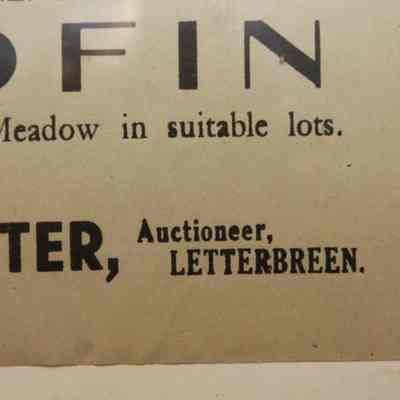 OFIN
Meadow in suitable lots.
TER, Auctioneer,
LETTERBREEN.